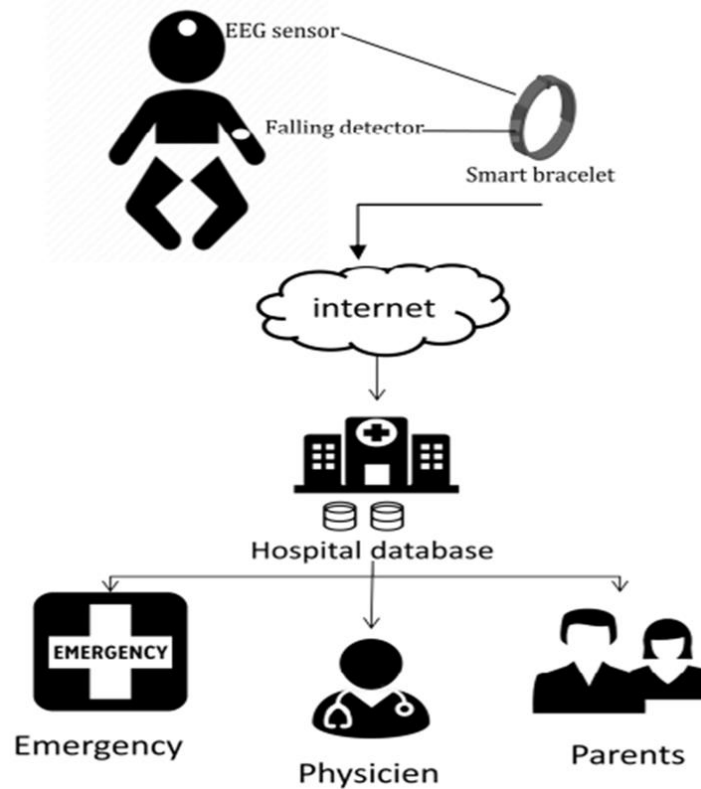 EEG sensor
Falling detector
Smart bracelet
internet
Hospital database
EMERGENCY
Emergency
Physicien
Parents